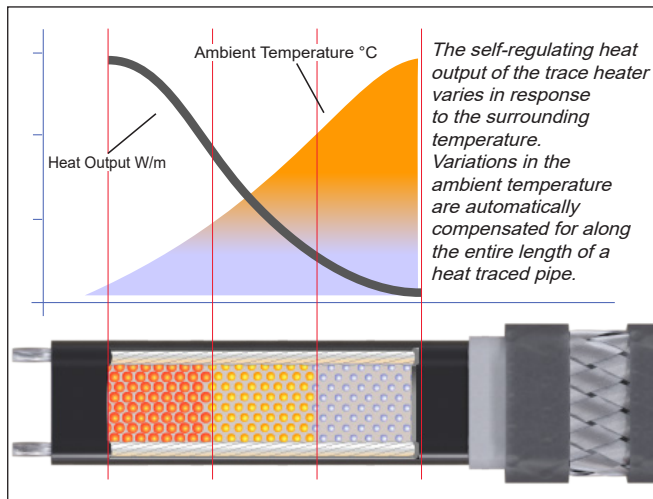 Ambient Temperature °C
Heat Output W/m
The self-regulating heat
output of the trace heater
varies in response
to the surrounding
temperature.
Variations in the
ambient temperature
are automatically
compensated for along
the entire length of a
heat traced pipe.